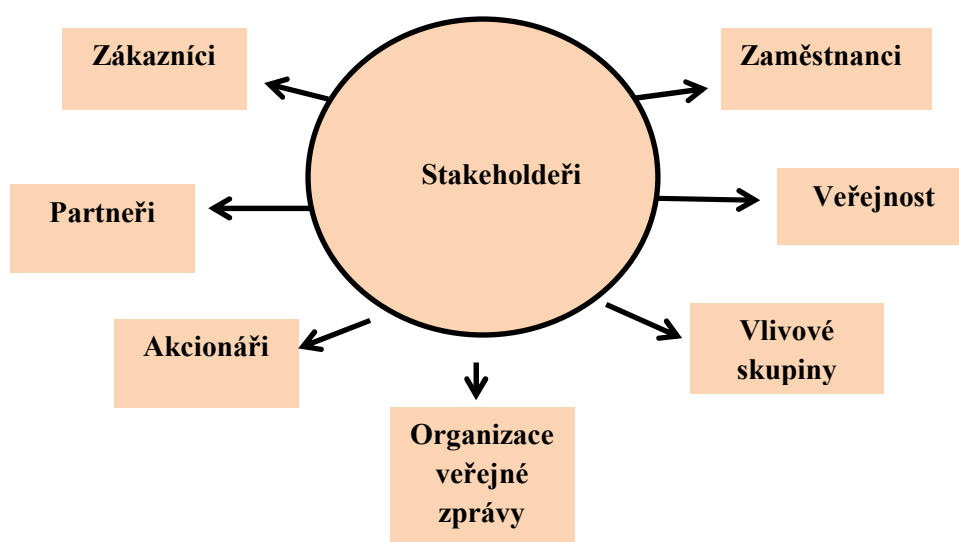 Zákazníci
Zaměstnanci
Stakeholdeři
Partneři
Veřejnost
Akcionáři
Vlivové
skupiny
Organizace
veřejné
zprávy